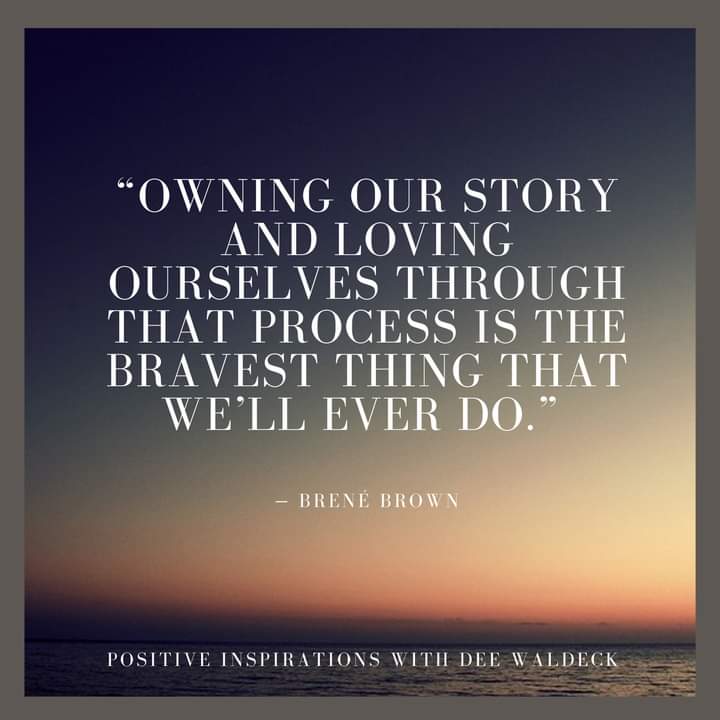 “OWNING OUR STORY
AND LOVING
OURSELVES THROUGH
THAT PROCESS IS THE
BRAVEST THING THAT
WE’LL EVER DO.”
– BRENÉ BROWN
POSITIVE INSPIRATIONS WITH DEE WALDECK